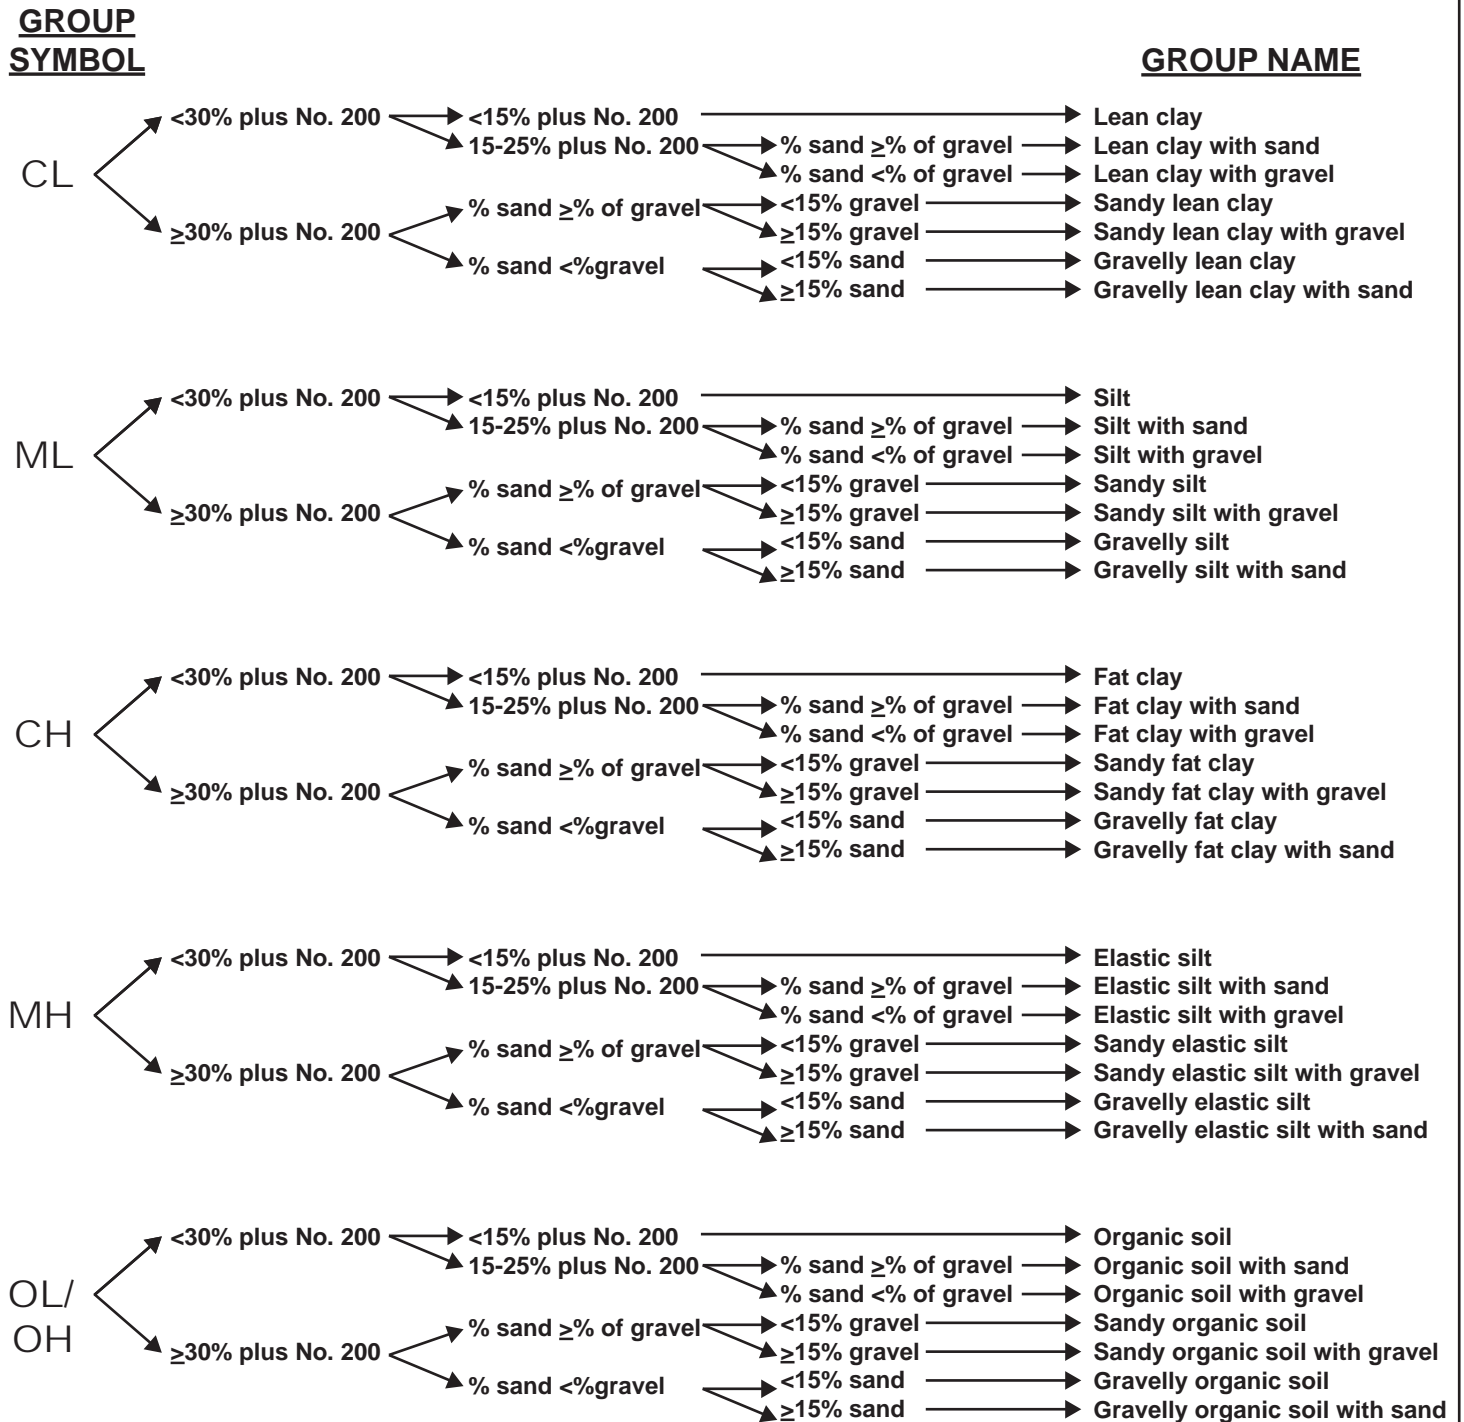 GROUP
SYMBOL
GROUP NAME
<30% plus No. 200 <15% plus No. 200 Lean clay
15-25% plus No. 200 % sand ≥% of gravel Lean clay with sand
CL % sand <% of gravel Lean clay with gravel
% sand ≥% of gravel <15% gravel Sandy lean clay
≥30% plus No. 200 ≥15% gravel Sandy lean clay with gravel
% sand <%gravel <15% sand Gravelly lean clay
≥15% sand Gravelly lean clay with sand
<30% plus No. 200 <15% plus No. 200 Silt
15-25% plus No. 200 % sand ≥% of gravel Silt with sand
ML % sand <% of gravel Silt with gravel
% sand ≥% of gravel <15% gravel Sandy silt
≥30% plus No. 200 ≥15% gravel Sandy silt with gravel
% sand <%gravel <15% sand Gravelly silt
≥15% sand Gravelly silt with sand
<30% plus No. 200 <15% plus No. 200 Fat clay
15-25% plus No. 200 % sand ≥% of gravel Fat clay with sand
CH % sand <% of gravel Fat clay with gravel
% sand ≥% of gravel <15% gravel Sandy fat clay
≥30% plus No. 200 ≥15% gravel Sandy fat clay with gravel
% sand <%gravel <15% sand Gravelly fat clay
≥15% sand Gravelly fat clay with sand
<30% plus No. 200 <15% plus No. 200 Elastic silt
15-25% plus No. 200 % sand ≥% of gravel Elastic silt with sand
MH % sand <% of gravel Elastic silt with gravel
% sand ≥% of gravel <15% gravel Sandy elastic silt
≥30% plus No. 200 ≥15% gravel Sandy elastic silt with gravel
% sand <%gravel <15% sand Gravelly elastic silt
≥15% sand Gravelly elastic silt with sand
<30% plus No. 200 <15% plus No. 200 Organic soil
15-25% plus No. 200 % sand ≥% of gravel Organic soil with sand
OL/ % sand <% of gravel Organic soil with gravel
OH % sand ≥% of gravel <15% gravel Sandy organic soil
≥30% plus No. 200 ≥15% gravel Sandy organic soil with gravel
% sand <%gravel <15% sand Gravelly organic soil
≥15% sand Gravelly organic soil with sand